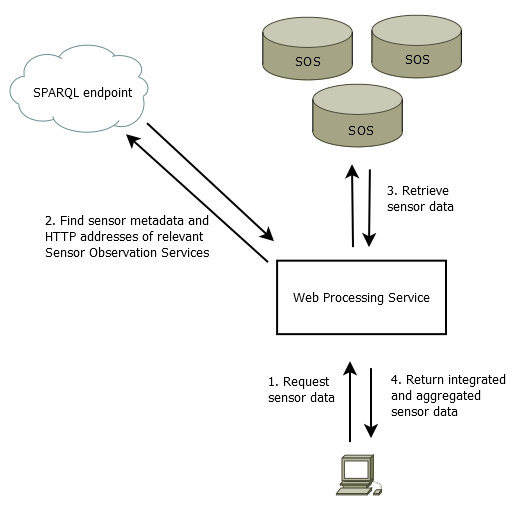 SOS
SOS
SOS
SPARQL endpoint
3. Retrieve
sensor data
2. Find sensor metadata and
HTTP addresses of relevant
Sensor Observation Services
Web Processing Service
1. Request
sensor data
4. Return integrated
and aggregated
sensor data